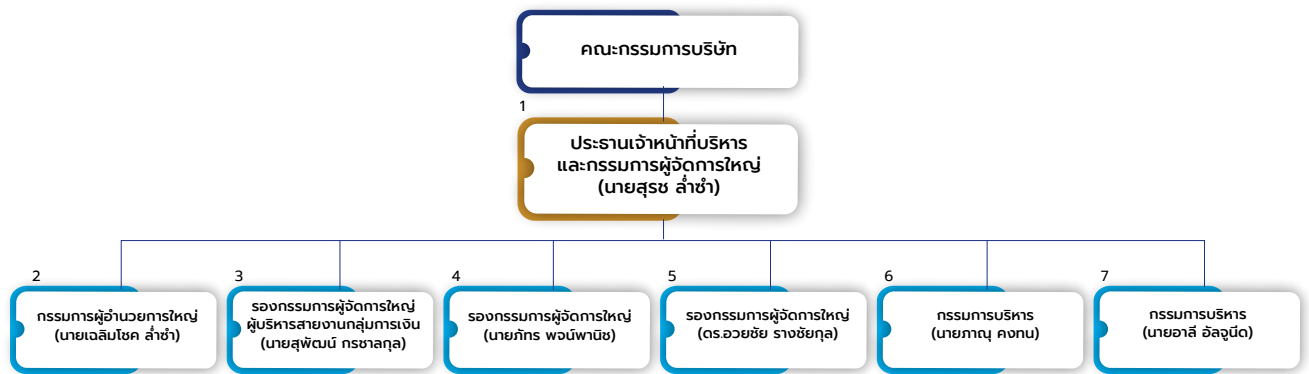 คณะกรรมการบริษัท
1
ประธานเจ้าหน้าที่บริหาร
และกรรมการผู้จัดการใหญ่
(นายสุรช ล่ำซำ)
2
กรรมการผู้อำนวยการใหญ่
(นายเฉลิมโชค ล่ำซำ)
3
รองกรรมการผู้จัดการใหญ่
ผู้บริหารสายงานกลุ่มการเงิน
(นายสุพัฒน์ กรชาลกุล)
4
รองกรรมการผู้จัดการใหญ่
(นายภัทร พจน์พานิช)
5
รองกรรมการผู้จัดการใหญ่
(ดร.อวยชัย รางชัยกุล)
6
กรรมการบริหาร
(นายภาณุ คงทน)
7
กรรมการบริหาร
(นายอาลี อัลจูนีด)